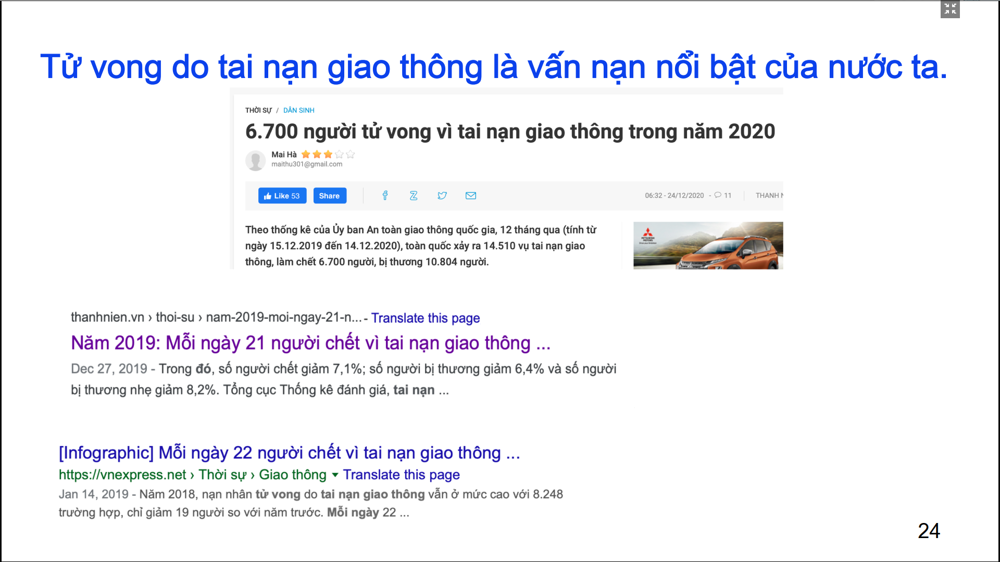 Tử vong do tai nạn giao thông là vấn nạn nổi bật của nước ta.
THỜI SỰ / DÂN SINH
6.700 người tử vong vì tai nạn giao thông trong năm 2020
Mai Hà
maithu301@gmail.com
Like 53 Share
06:32 - 24/12/2020 - 11 THANH N
Theo thống kê của Ủy ban An toàn giao thông quốc gia, 12 tháng qua (tính từ
ngày 15.12.2019 đến 14.12.2020), toàn quốc xảy ra 14.510 vụ tai nạn giao
thông, làm chết 6.700 người, bị thương 10.804 người.
MITSUBISHI
MOTORS
Drive your Ambition
thanhnien.vn › thoi-su › nam-2019-moi-ngay-21-n... - Translate this page
Năm 2019: Mỗi ngày 21 người chết vì tai nạn giao thông ...
Dec 27, 2019 - Trong đó, số người chết giảm 7,1%; số người bị thương giảm 6,4% và số người
bị thương nhẹ giảm 8,2%. Tổng cục Thống kê đánh giá, tai nạn ...
[Infographic] Mỗi ngày 22 người chết vì tai nạn giao thông ...
https://vnexpress.net › Thời sự › Giao thông ▾ Translate this page
Jan 14, 2019 - Năm 2018, nạn nhân tử vong do tai nạn giao thông vẫn ở mức cao với 8.248
trường hợp, chỉ giảm 19 người so với năm trước. Mỗi ngày 22 ...
24